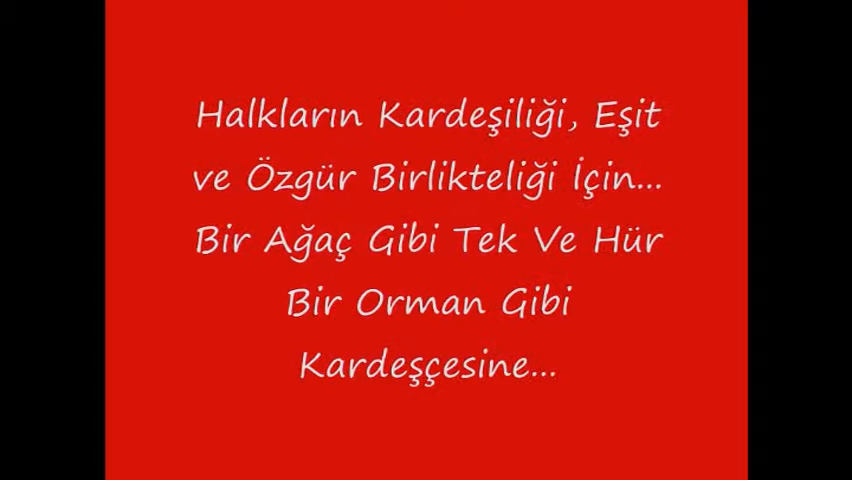 Halkların Kardeşiliği, Eşit
ve Özgür Birlikteliği İçin...
Bir Ağaç Gibi Tek Ve Hür
Bir Orman Gibi
Kardeşçesine...